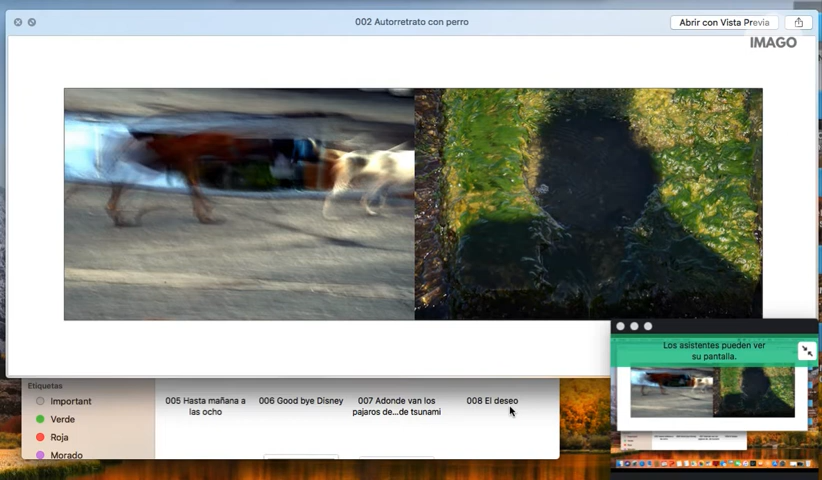 002 Autorretrato con perro
Abrir con Vista Previa
IMAGO
Los asistentes pueden ver
su pantalla.
Etiquetas
Important
Verde
Roja
Morado
005 Hasta mañana a
las ocho
006 Good bye Disney
007 Adonde van los
pajaros de...de tsunami
008 El deseo